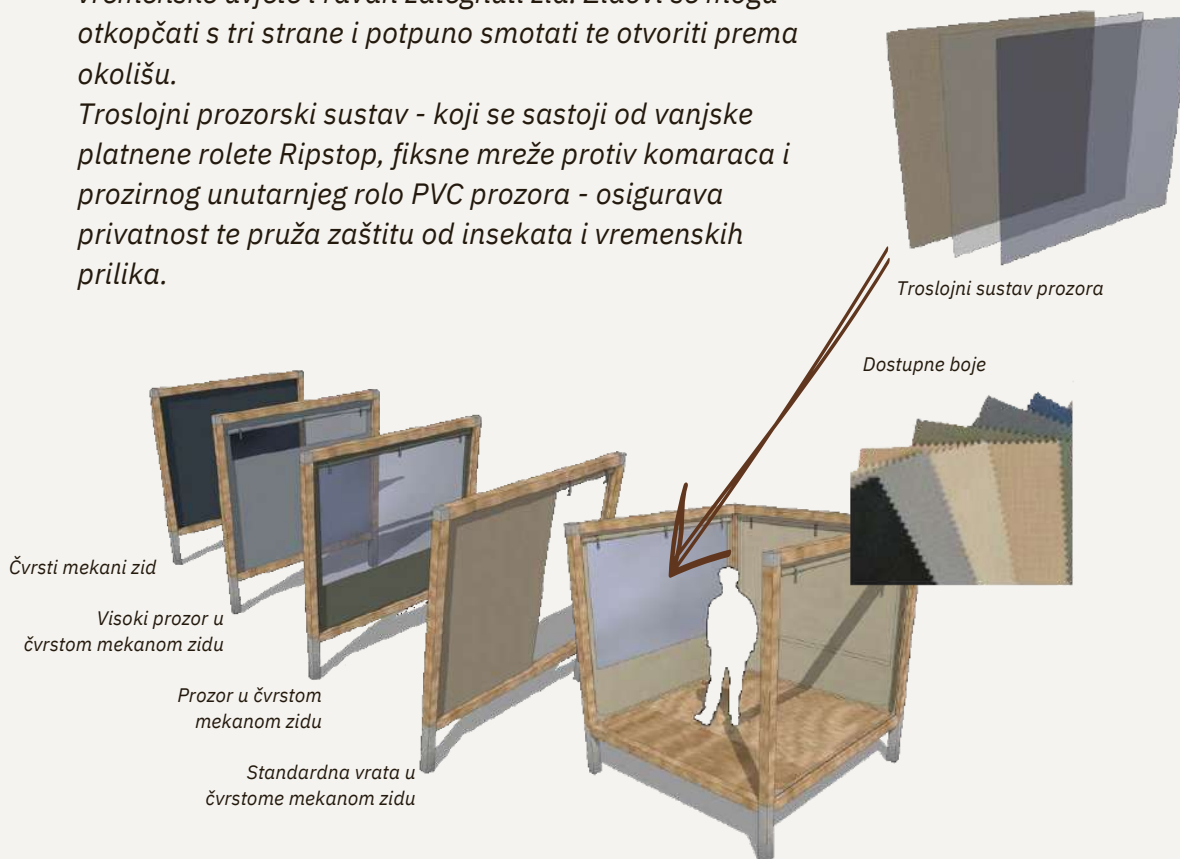 otkopčati s tri strane i potpuno smotati te otvoriti prema
okolišu.
Troslojni prozorski sustav - koji se sastoji od vanjske
platnene rolete Ripstop, fiksne mreže protiv komaraca i
prozirnog unutarnjeg rolo PVC prozora - osigurava
privatnost te pruža zaštitu od insekata i vremenskih
prilika.
Troslojni sustav prozora
Dostupne boje
Čvrsti mekani zid
Visoki prozor u
čvrstom mekanom zidu
Prozor u čvrstom
mekanom zidu
Standardna vrata u
čvrstome mekanom zidu